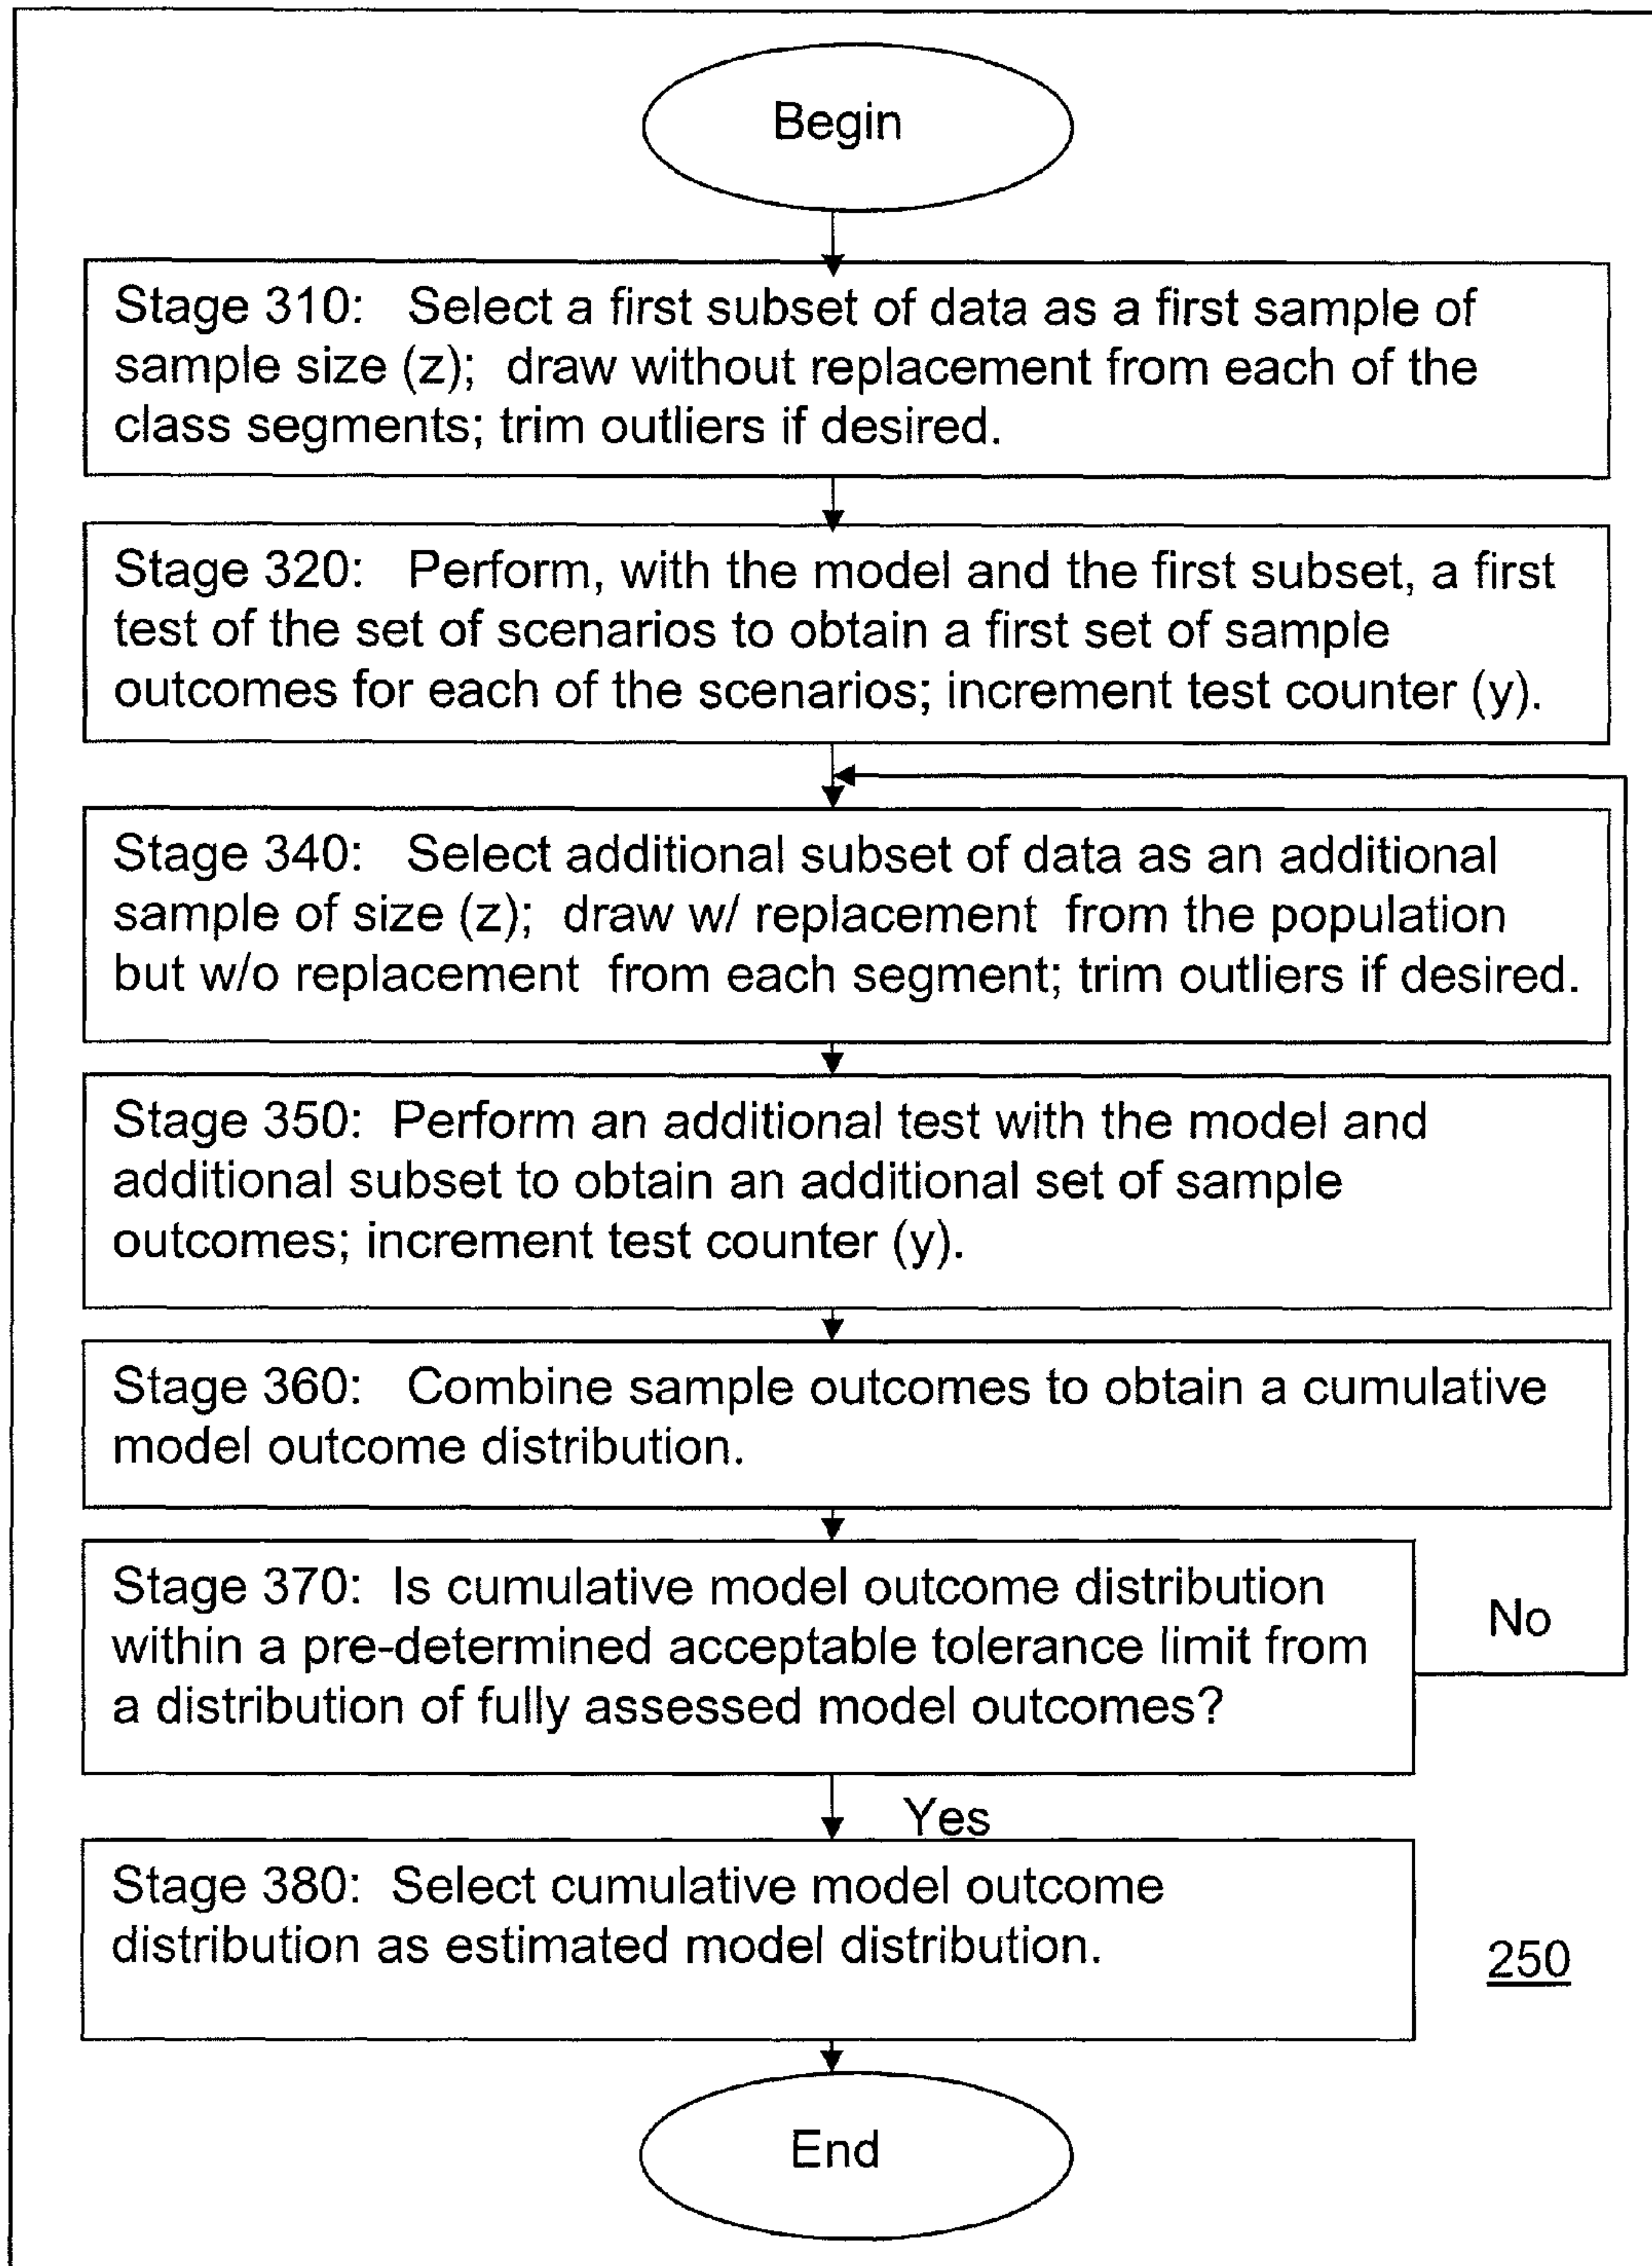 Begin
Stage 310: Select a first subset of data as a first sample of
sample size (z); draw without replacement from each of the
class segments; trim outliers if desired.
Stage 320: Perform, with the model and the first subset, a first
test of the set of scenarios to obtain a first set of sample
outcomes for each of the scenarios; increment test counter (y).
Stage 340: Select additional subset of data as an additional
sample of size (z); draw w/ replacement from the population
but w/o replacement from each segment; trim outliers if desired.
Stage 350: Perform an additional test with the model and
additional subset to obtain an additional set of sample
outcomes; increment test counter (y).
Stage 360: Combine sample outcomes to obtain a cumulative
model outcome distribution.
Stage 370: Is cumulative model outcome distribution
within a pre-determined acceptable tolerance limit from
a distribution of fully assessed model outcomes?
No
Yes
Stage 380: Select cumulative model outcome
distribution as estimated model distribution.
250
End